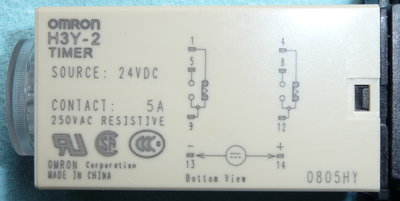 OMRON
H3Y-2
TIMER
SOURCE: 24VDC
CONTACT: 5A
250VAC RESISTIVE
OMRON Corporation
MADE IN CHINA
1 4
5 8
9 12
- +
13 14
Bottom View
0805HY